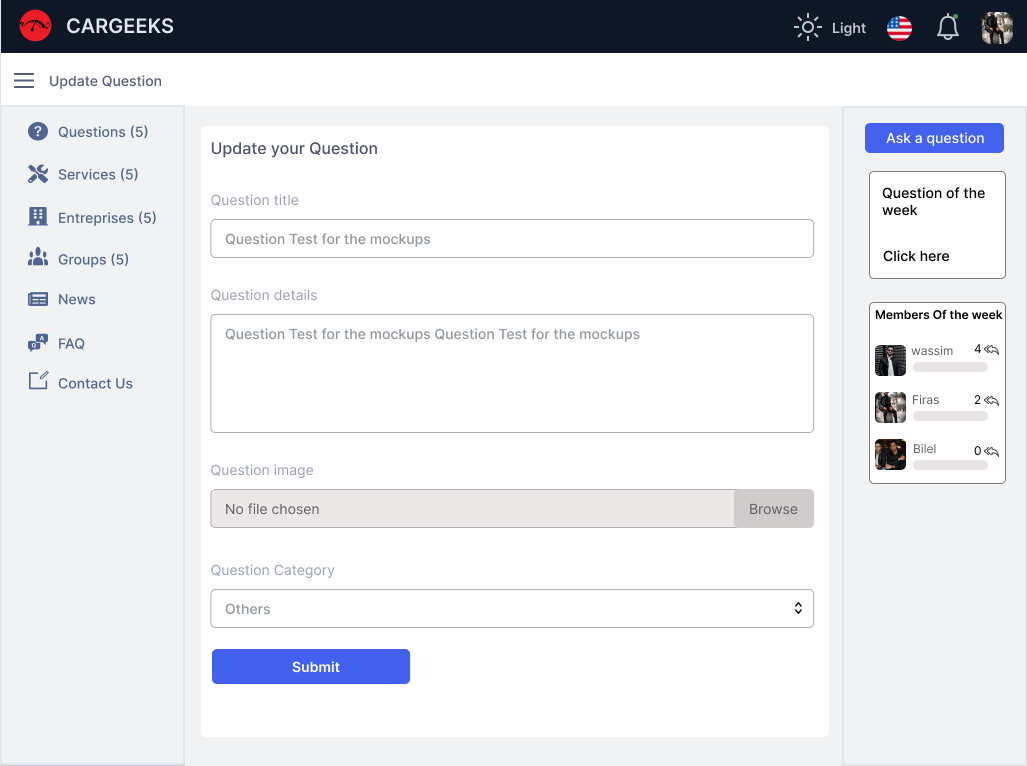 CARGEEKS
Light
Update Question
Questions (5)
Services (5)
Entreprises (5)
Groups (5)
News
FAQ
Contact Us
Update your Question
Question title
Question Test for the mockups
Question details
Question Test for the mockups Question Test for the mockups
Question image
No file chosen
Browse
Question Category
Others
Submit
Ask a question
Question of the
week
Click here
Members Of the week
wassim 4
Firas 2
Bilel 0